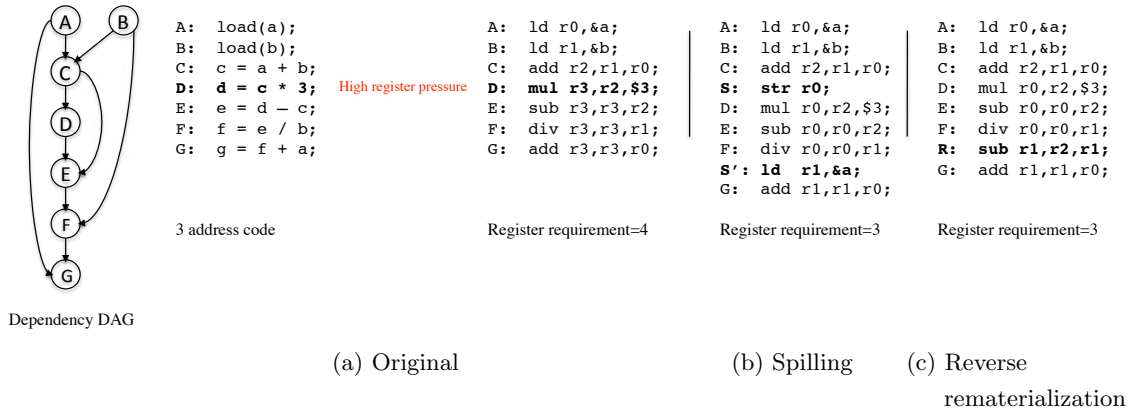 A
B
C
D
E
F
G
Dependency DAG
A: load(a);
B: load(b);
C: c = a + b;
D: d = c * 3;
E: e = d – c;
F: f = e / b;
G: g = f + a;
3 address code
High register pressure
A: ld r0,&a;
B: ld r1,&b;
C: add r2,r1,r0;
D: mul r3,r2,$3;
E: sub r3,r3,r2;
F: div r3,r3,r1;
G: add r3,r3,r0;
Register requirement=4
(a) Original
A: ld r0,&a;
B: ld r1,&b;
C: add r2,r1,r0;
S: str r0;
D: mul r0,r2,$3;
E: sub r0,r0,r2;
F: div r0,r0,r1;
S’: ld r1,&a;
G: add r1,r1,r0;
Register requirement=3
(b) Spilling
A: ld r0,&a;
B: ld r1,&b;
C: add r2,r1,r0;
D: mul r0,r2,$3;
E: sub r0,r0,r2;
F: div r0,r0,r1;
R: sub r1,r2,r1;
G: add r1,r1,r0;
Register requirement=3
(c) Reverse
rematerialization